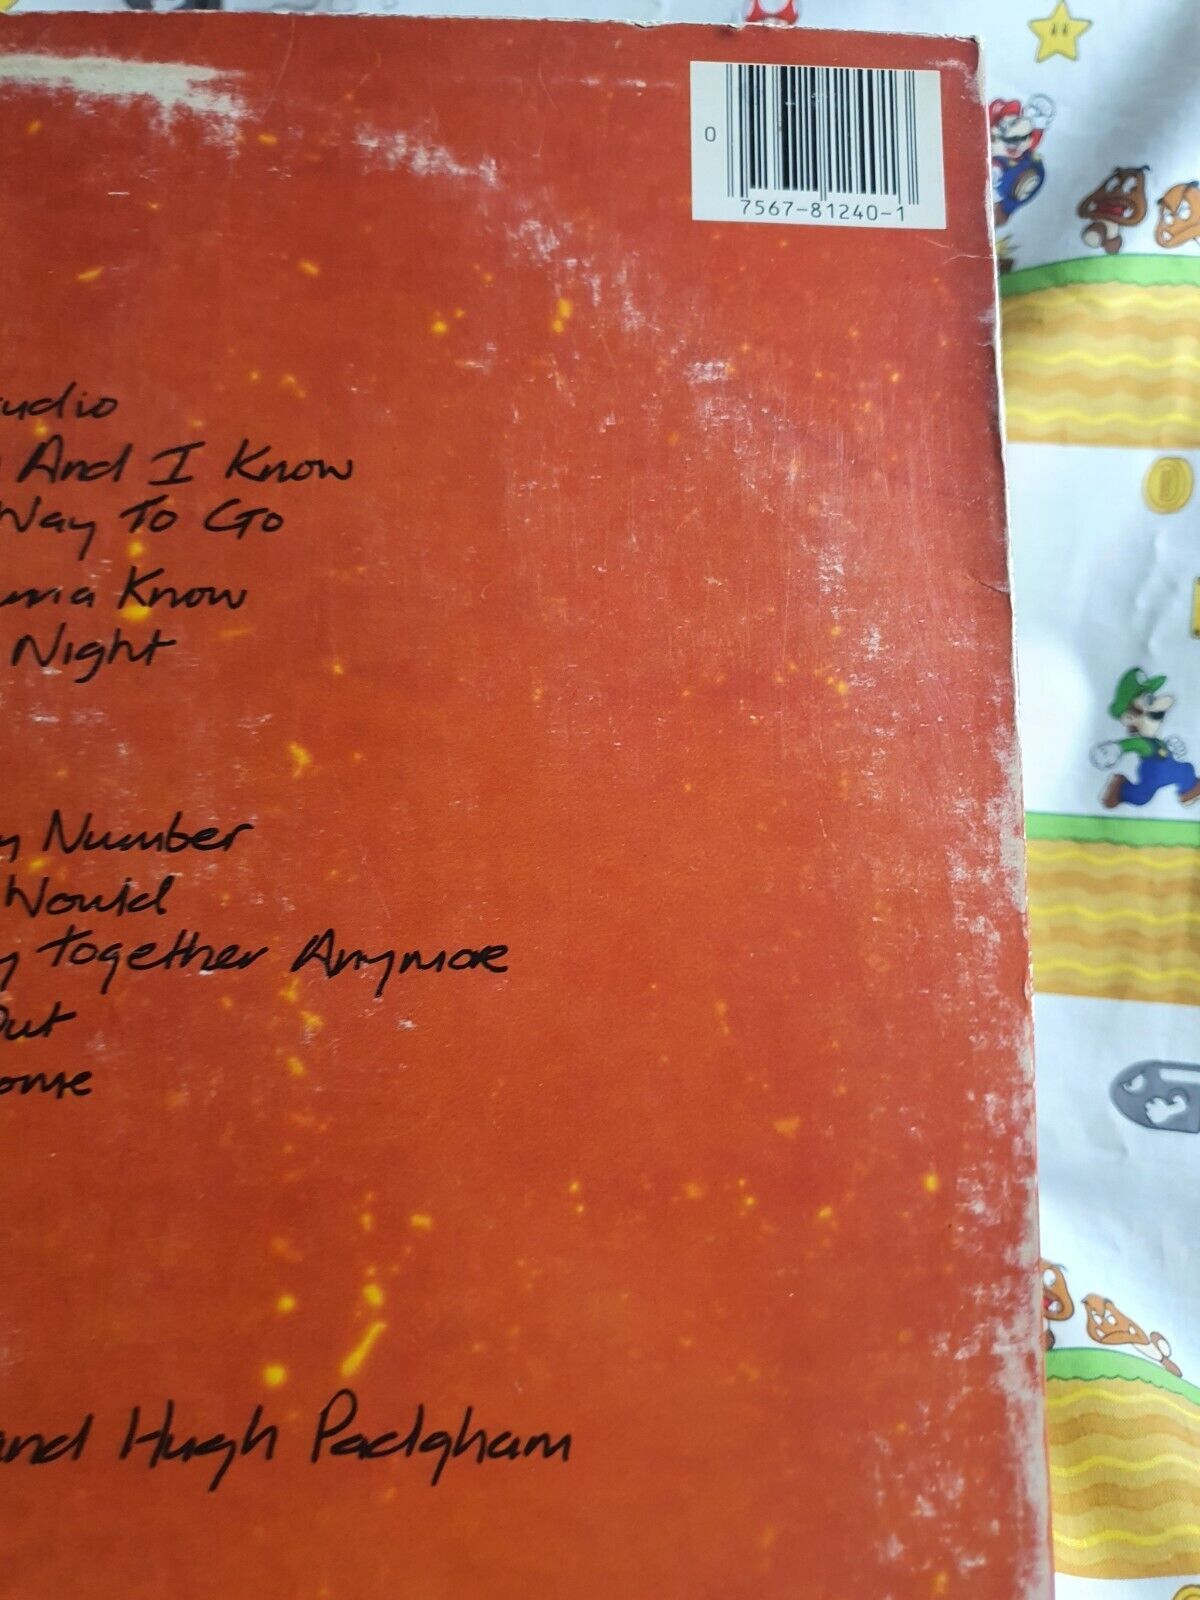 0
7567-81240-1
udio
And I Know
Way To Go
Know
Night
Number
Would
Together Anymore
Out
ome
and Hugh Padgham